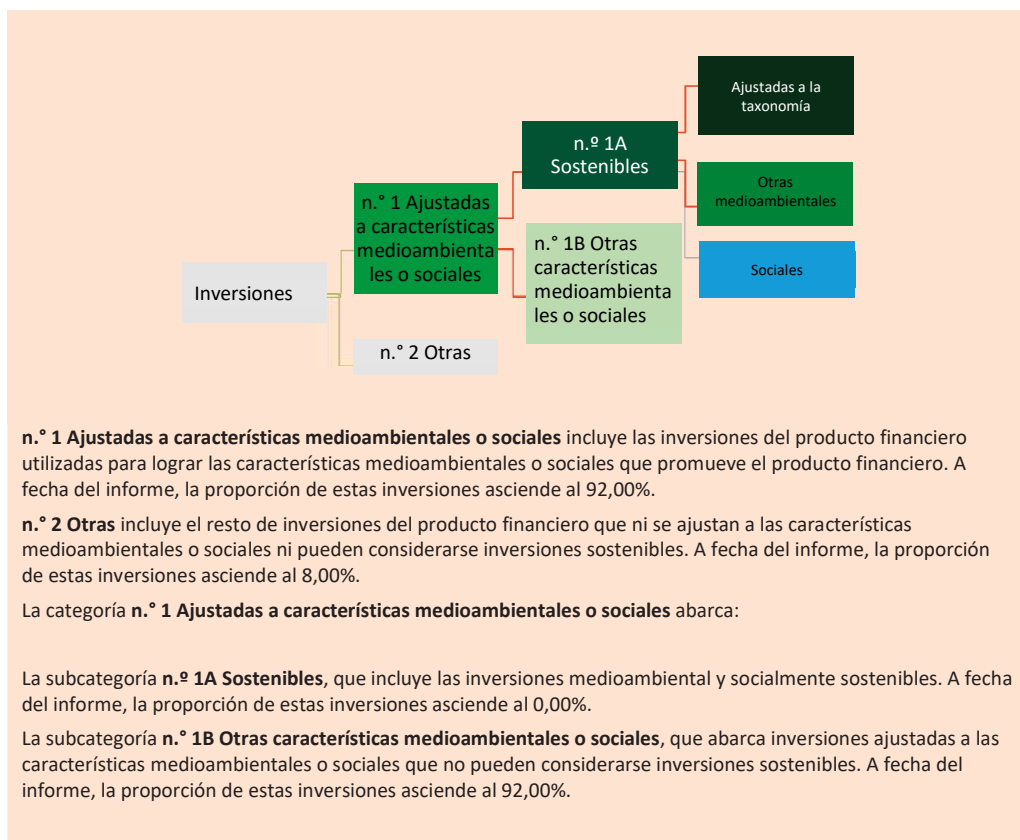 Ajustadas a la
taxonomía
n.º 1A
Sostenibles
Otras
medioambientales
n.° 1 Ajustadas
a características
medioambienta
les o sociales
n.° 1B Otras
características
medioambienta
les o sociales
Sociales
Inversiones
n.° 2 Otras
n.° 1 Ajustadas a características medioambientales o sociales incluye las inversiones del producto financiero
utilizadas para lograr las características medioambientales o sociales que promueve el producto financiero. A
fecha del informe, la proporción de estas inversiones asciende al 92,00%.
n.° 2 Otras incluye el resto de inversiones del producto financiero que ni se ajustan a las características
medioambientales o sociales ni pueden considerarse inversiones sostenibles. A fecha del informe, la proporción
de estas inversiones asciende al 8,00%.
La categoría n.° 1 Ajustadas a características medioambientales o sociales abarca:
La subcategoría n.º 1A Sostenibles, que incluye las inversiones medioambiental y socialmente sostenibles. A fecha
del informe, la proporción de estas inversiones asciende al 0,00%.
La subcategoría n.° 1B Otras características medioambientales o sociales, que abarca inversiones ajustadas a las
características medioambientales o sociales que no pueden considerarse inversiones sostenibles. A fecha del
informe, la proporción de estas inversiones asciende al 92,00%.